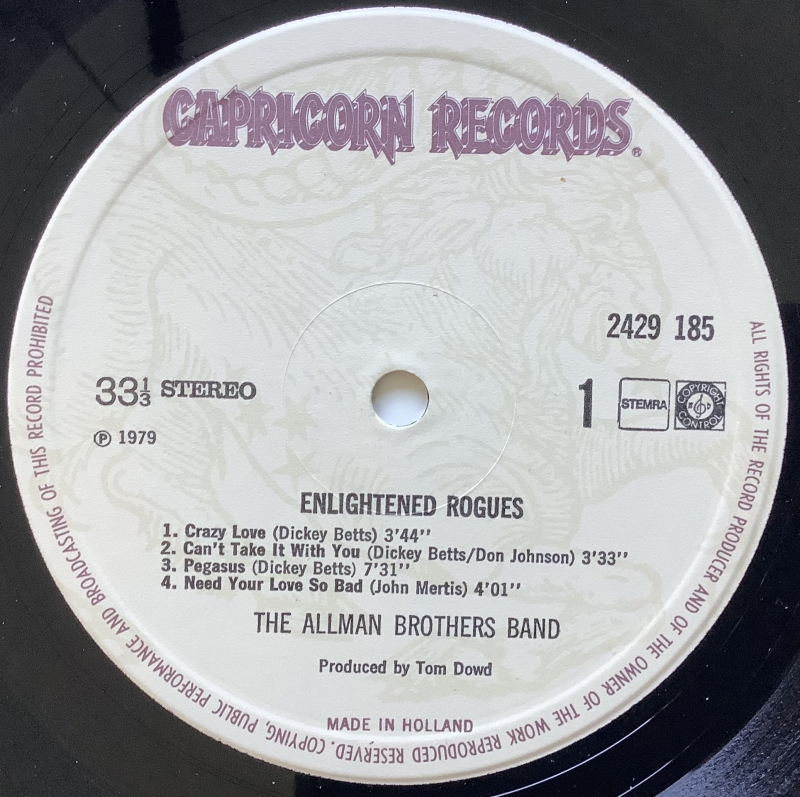 CAPRICORN RECORDS®
2429 185
33⅓ STEREO
1
STEMRA
COPYRIGHT CONTROL
℗ 1979
ENLIGHTENED ROGUES
1. Crazy Love (Dickey Betts) 3'44''
2. Can't Take It With You (Dickey Betts/Don Johnson) 3'33''
3. Pegasus (Dickey Betts) 7'31''
4. Need Your Love So Bad (John Mertis) 4'01''
THE ALLMAN BROTHERS BAND
Produced by Tom Dowd
MADE IN HOLLAND
ALL RIGHTS OF THE RECORD PRODUCER AND OF THE OWNER OF THE WORK REPRODUCED RESERVED. COPYING, PUBLIC PERFORMANCE AND BROADCASTING OF THIS RECORD PROHIBITED